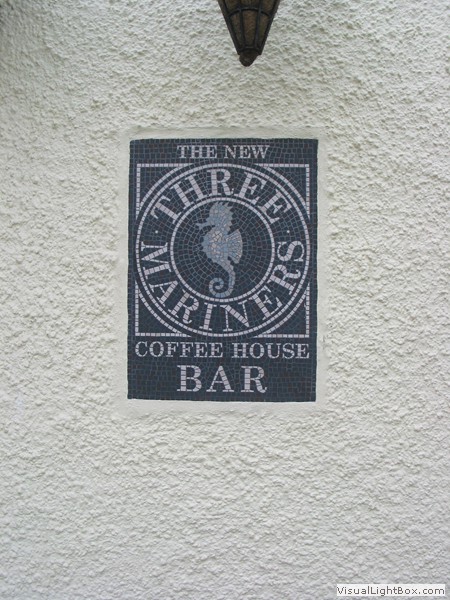 THE NEW
THREE
MARINERS
COFFEE HOUSE
BAR
VisualLightBox.com